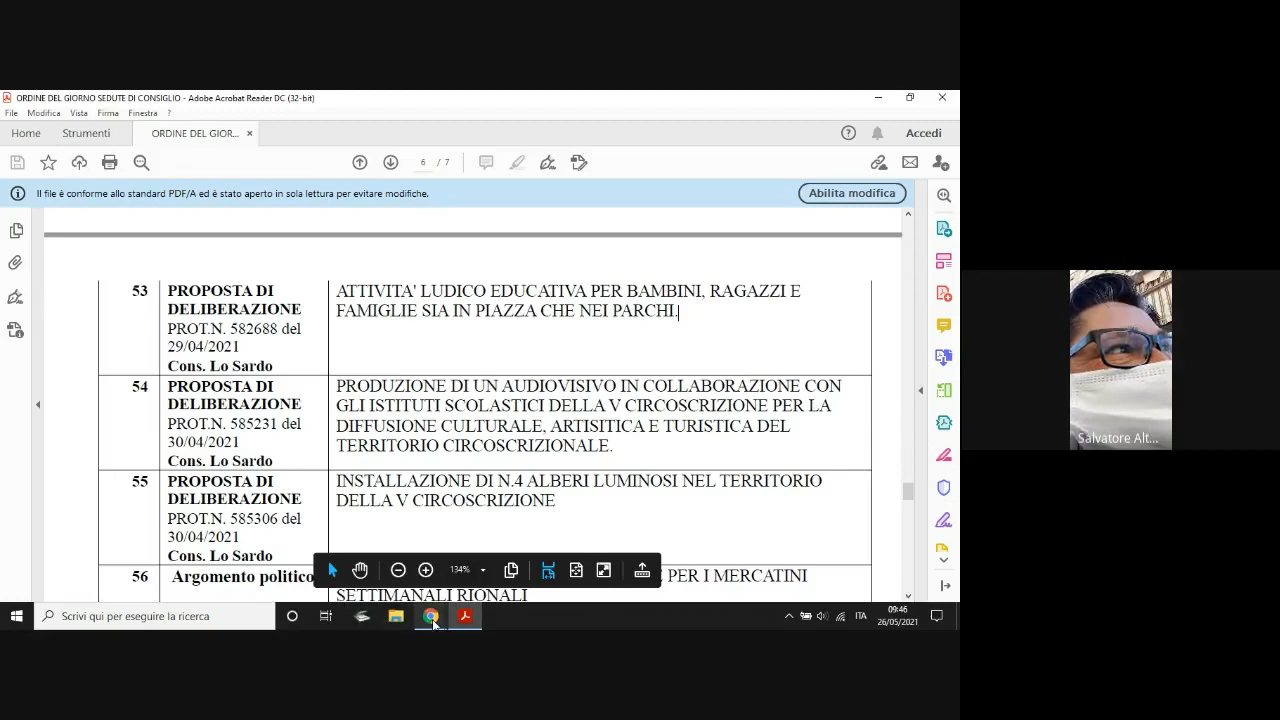 ORDINE DEL GIORNO SEDUTE DI CONSIGLIO - Adobe Acrobat Reader DC (32-bit)
File Modifica Vista Firma Finestra ?
Home Strumenti ORDINE DEL GIOR... × Accedi
6 / 7
Il file è conforme allo standard PDF/A ed è stato aperto in sola lettura per evitare modifiche. Abilita modifica
53 PROPOSTA DI ATTIVITA' LUDICO EDUCATIVA PER BAMBINI, RAGAZZI E
DELIBERAZIONE FAMIGLIE SIA IN PIAZZA CHE NEI PARCHI.
PROT.N. 582688 del
29/04/2021
Cons. Lo Sardo
54 PROPOSTA DI PRODUZIONE DI UN AUDIOVISIVO IN COLLABORAZIONE CON
DELIBERAZIONE GLI ISTITUTI SCOLASTICI DELLA V CIRCOSCRIZIONE PER LA
PROT.N. 585231 del DIFFUSIONE CULTURALE, ARTISITICA E TURISTICA DEL
30/04/2021 TERRITORIO CIRCOSCRIZIONALE.
Cons. Lo Sardo
55 PROPOSTA DI INSTALLAZIONE DI N.4 ALBERI LUMINOSI NEL TERRITORIO
DELIBERAZIONE DELLA V CIRCOSCRIZIONE
PROT.N. 585306 del
30/04/2021
Cons. Lo Sardo
56 Argomento politico PER I MERCATINI
SETTIMANALI RIONALI
134%
Scrivi qui per eseguire la ricerca ITA 09:46
26/05/2021
Salvatore Alt...